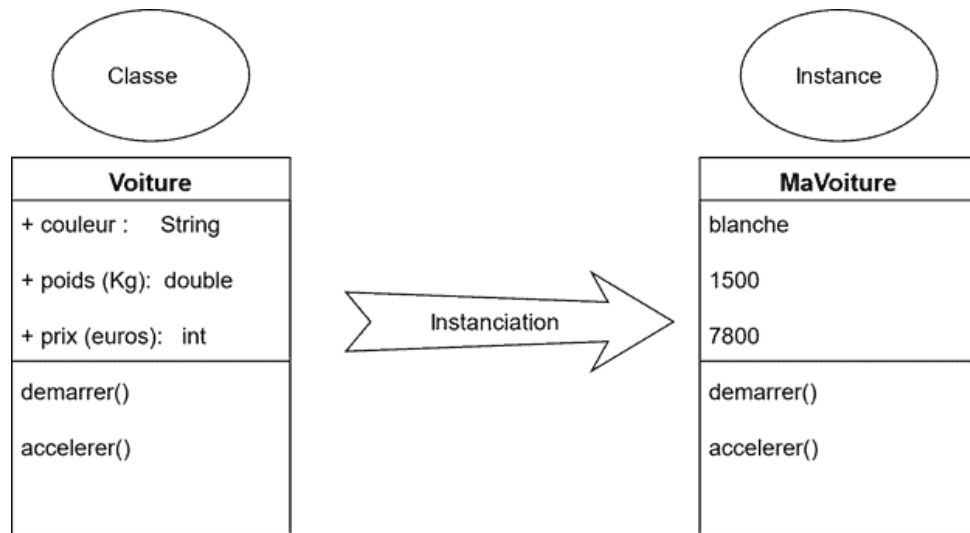 Classe
Instance
Voiture
+ couleur : String
+ poids (Kg): double
+ prix (euros): int
demarrer()
accelerer()
Instanciation
MaVoiture
blanche
1500
7800
demarrer()
accelerer()